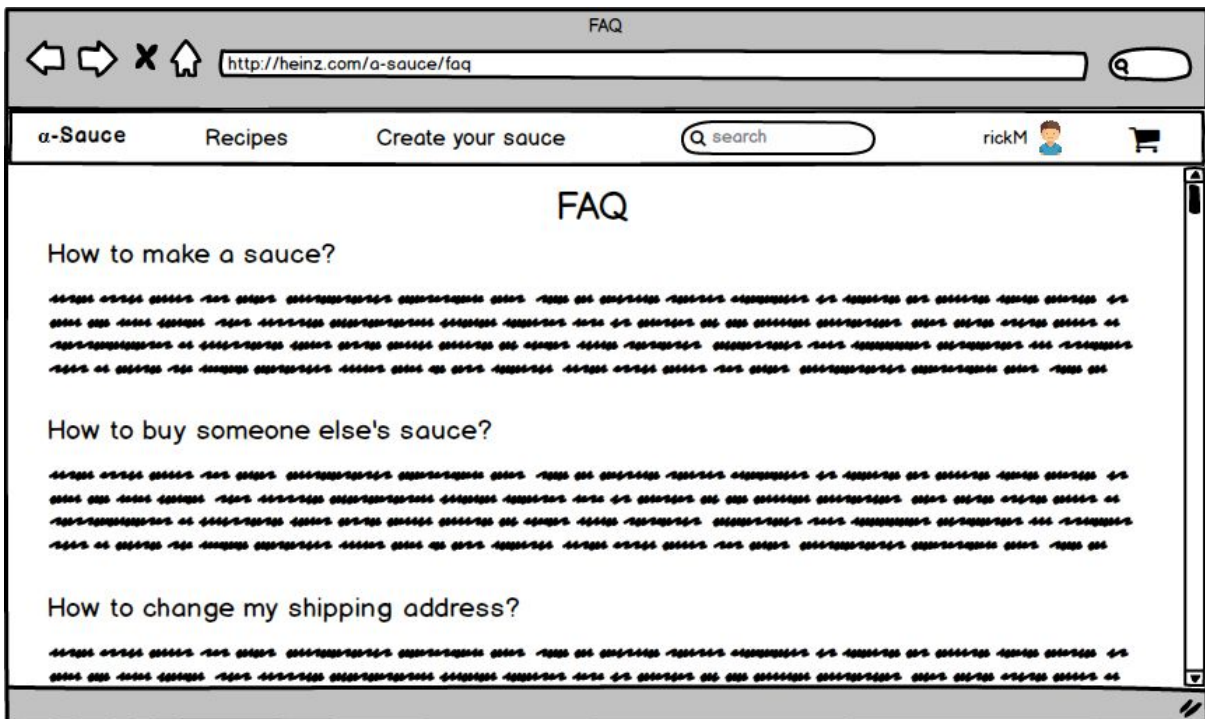 FAQ
http://heinz.com/a-sauce/faq
α-Sauce Recipes Create your sauce search rickM
FAQ
How to make a sauce?
How to buy someone else's sauce?
How to change my shipping address?